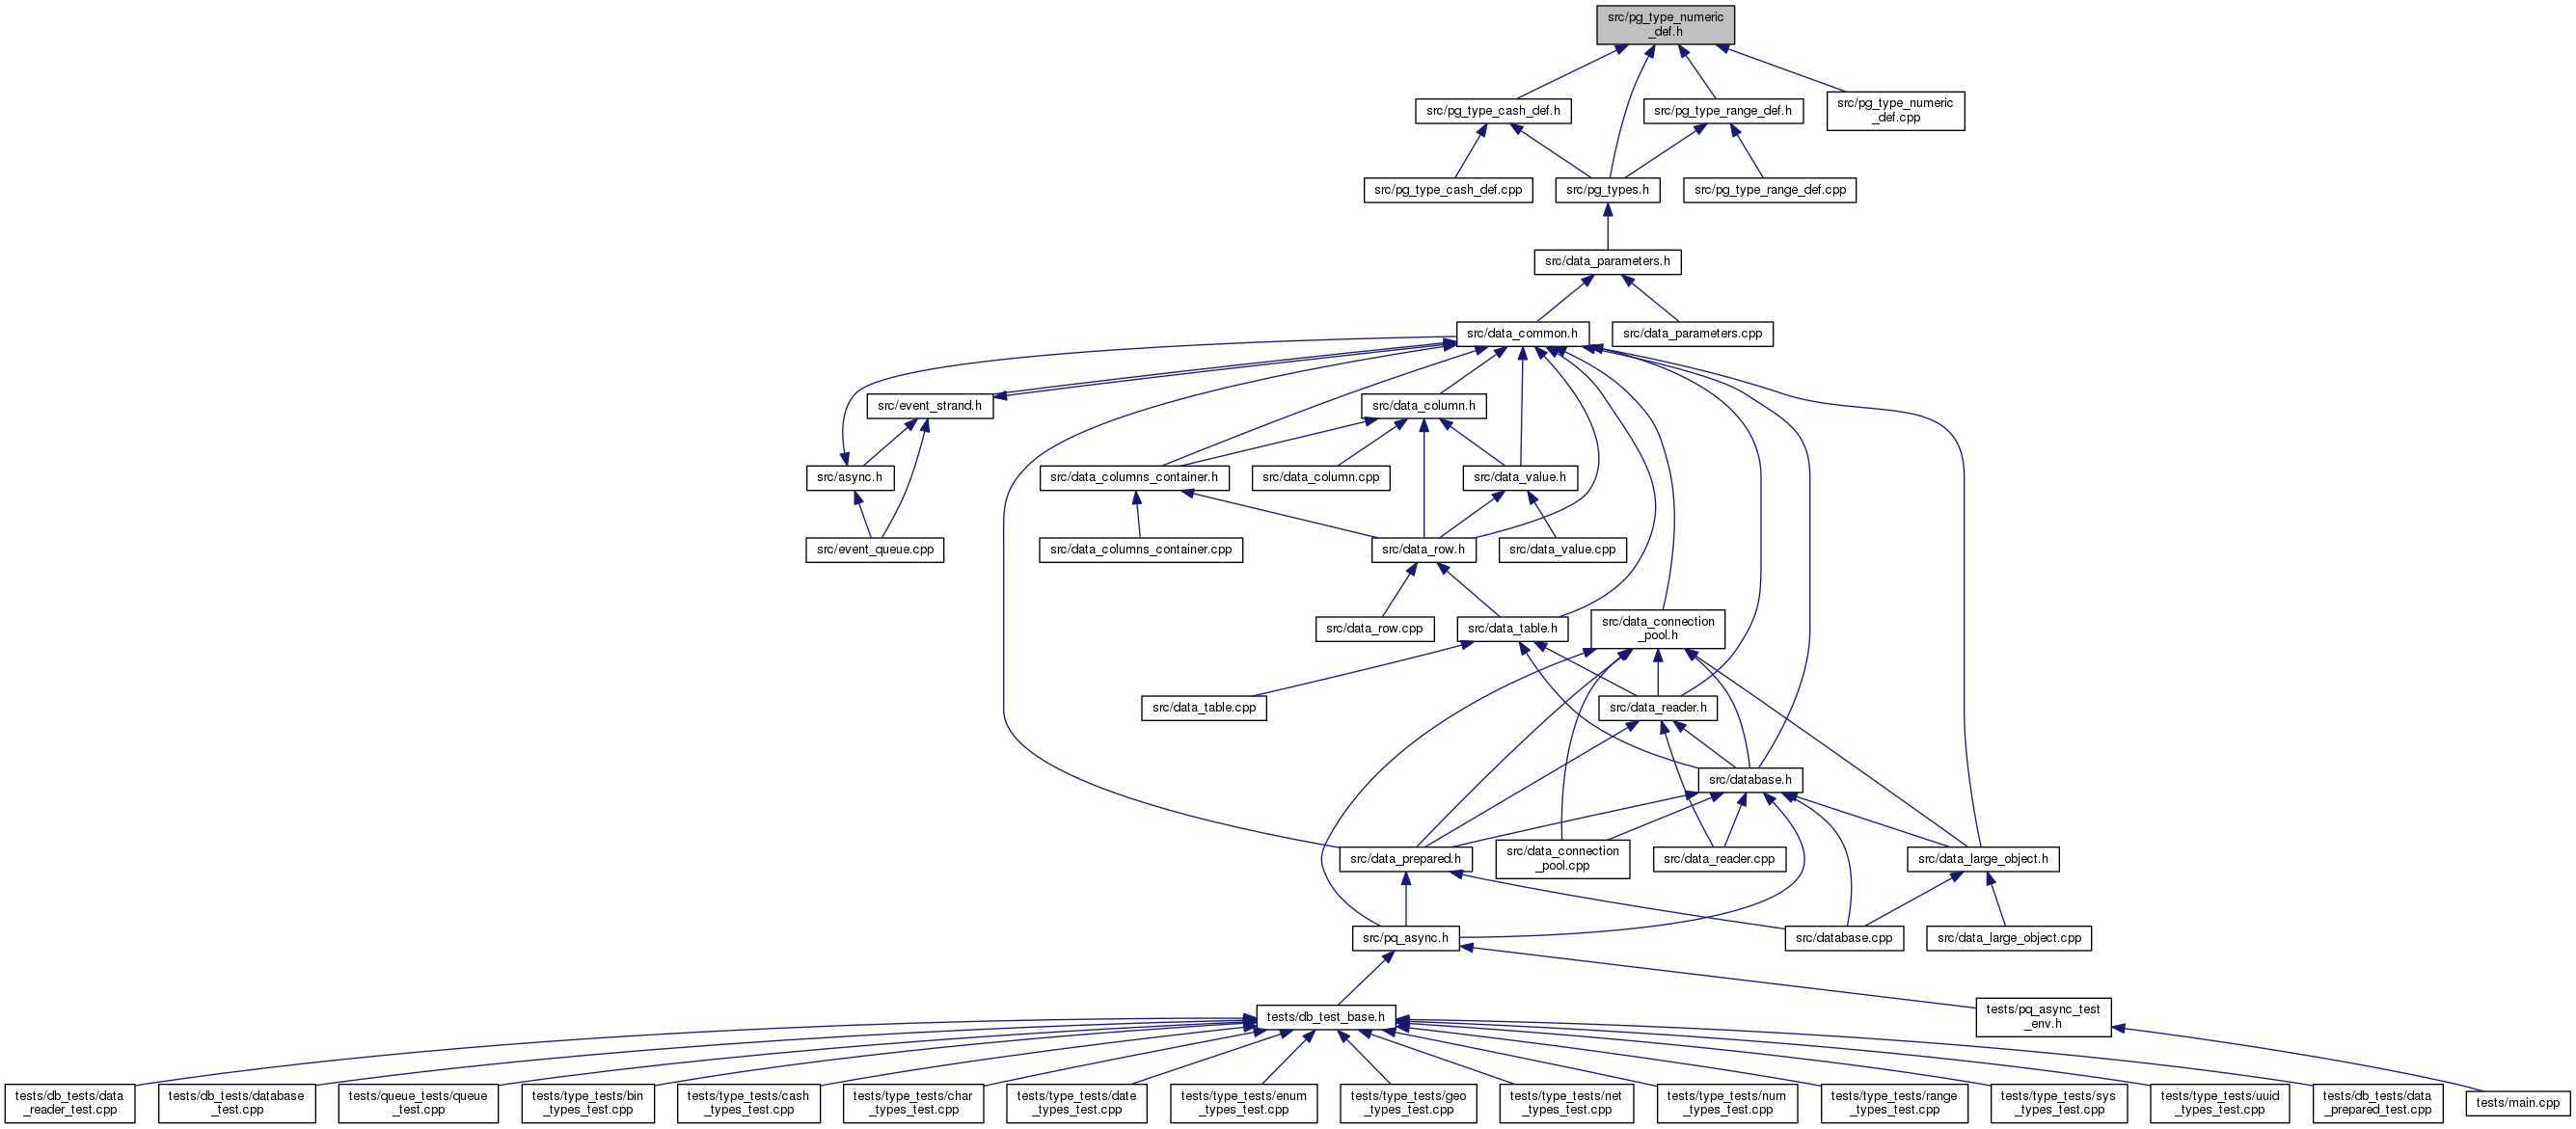 src/pg_type_numeric
_def.h
src/pg_type_cash_def.h
src/pg_type_range_def.h
src/pg_type_numeric
_def.cpp
src/pg_type_cash_def.cpp
src/pg_types.h
src/pg_type_range_def.cpp
src/data_parameters.h
src/data_common.h
src/data_parameters.cpp
src/event_strand.h
src/data_column.h
src/async.h
src/data_columns_container.h
src/data_column.cpp
src/data_value.h
src/event_queue.cpp
src/data_columns_container.cpp
src/data_row.h
src/data_value.cpp
src/data_row.cpp
src/data_table.h
src/data_connection
_pool.h
src/data_table.cpp
src/data_reader.h
src/database.h
src/data_prepared.h
src/data_connection
_pool.cpp
src/data_reader.cpp
src/data_large_object.h
src/pq_async.h
src/database.cpp
src/data_large_object.cpp
tests/db_test_base.h
tests/pq_async_test
_env.h
tests/db_tests/data
_reader_test.cpp
tests/db_tests/database
_test.cpp
tests/queue_tests/queue
_test.cpp
tests/type_tests/bin
_types_test.cpp
tests/type_tests/cash
_types_test.cpp
tests/type_tests/char
_types_test.cpp
tests/type_tests/date
_types_test.cpp
tests/type_tests/enum
_types_test.cpp
tests/type_tests/geo
_types_test.cpp
tests/type_tests/net
_types_test.cpp
tests/type_tests/num
_types_test.cpp
tests/type_tests/range
_types_test.cpp
tests/type_tests/sys
_types_test.cpp
tests/type_tests/uuid
_types_test.cpp
tests/db_tests/data
_prepared_test.cpp
tests/main.cpp